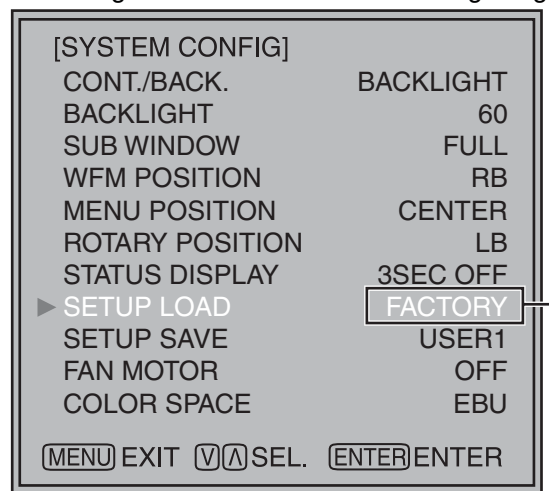 [SYSTEM CONFIG]
CONT./BACK. BACKLIGHT
BACKLIGHT 60
SUB WINDOW FULL
WFM POSITION RB
MENU POSITION CENTER
ROTARY POSITION LB
STATUS DISPLAY 3SEC OFF
▶ SETUP LOAD FACTORY
SETUP SAVE USER1
FAN MOTOR OFF
COLOR SPACE EBU
MENU EXIT V Λ SEL. ENTER ENTER